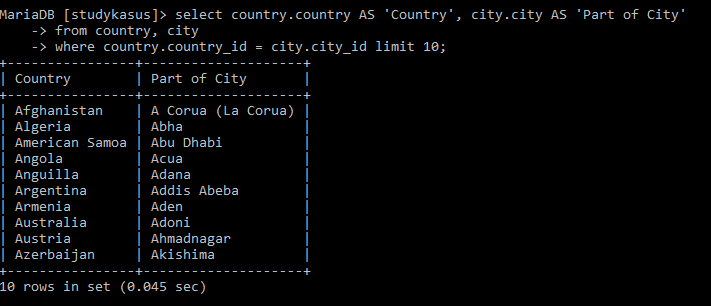 MariaDB [studykasus]> select country.country AS 'Country', city.city AS 'Part of City'
    -> from country, city
    -> where country.country_id = city.city_id limit 10;
+----------------+--------------------+
| Country        | Part of City       |
+----------------+--------------------+
| Afghanistan    | A Corua (La Corua) |
| Algeria        | Abha               |
| American Samoa | Abu Dhabi          |
| Angola         | Acua               |
| Anguilla       | Adana              |
| Argentina      | Addis Abeba        |
| Armenia        | Aden               |
| Australia      | Adoni              |
| Austria        | Ahmadnagar         |
| Azerbaijan     | Akishima           |
+----------------+--------------------+
10 rows in set (0.045 sec)